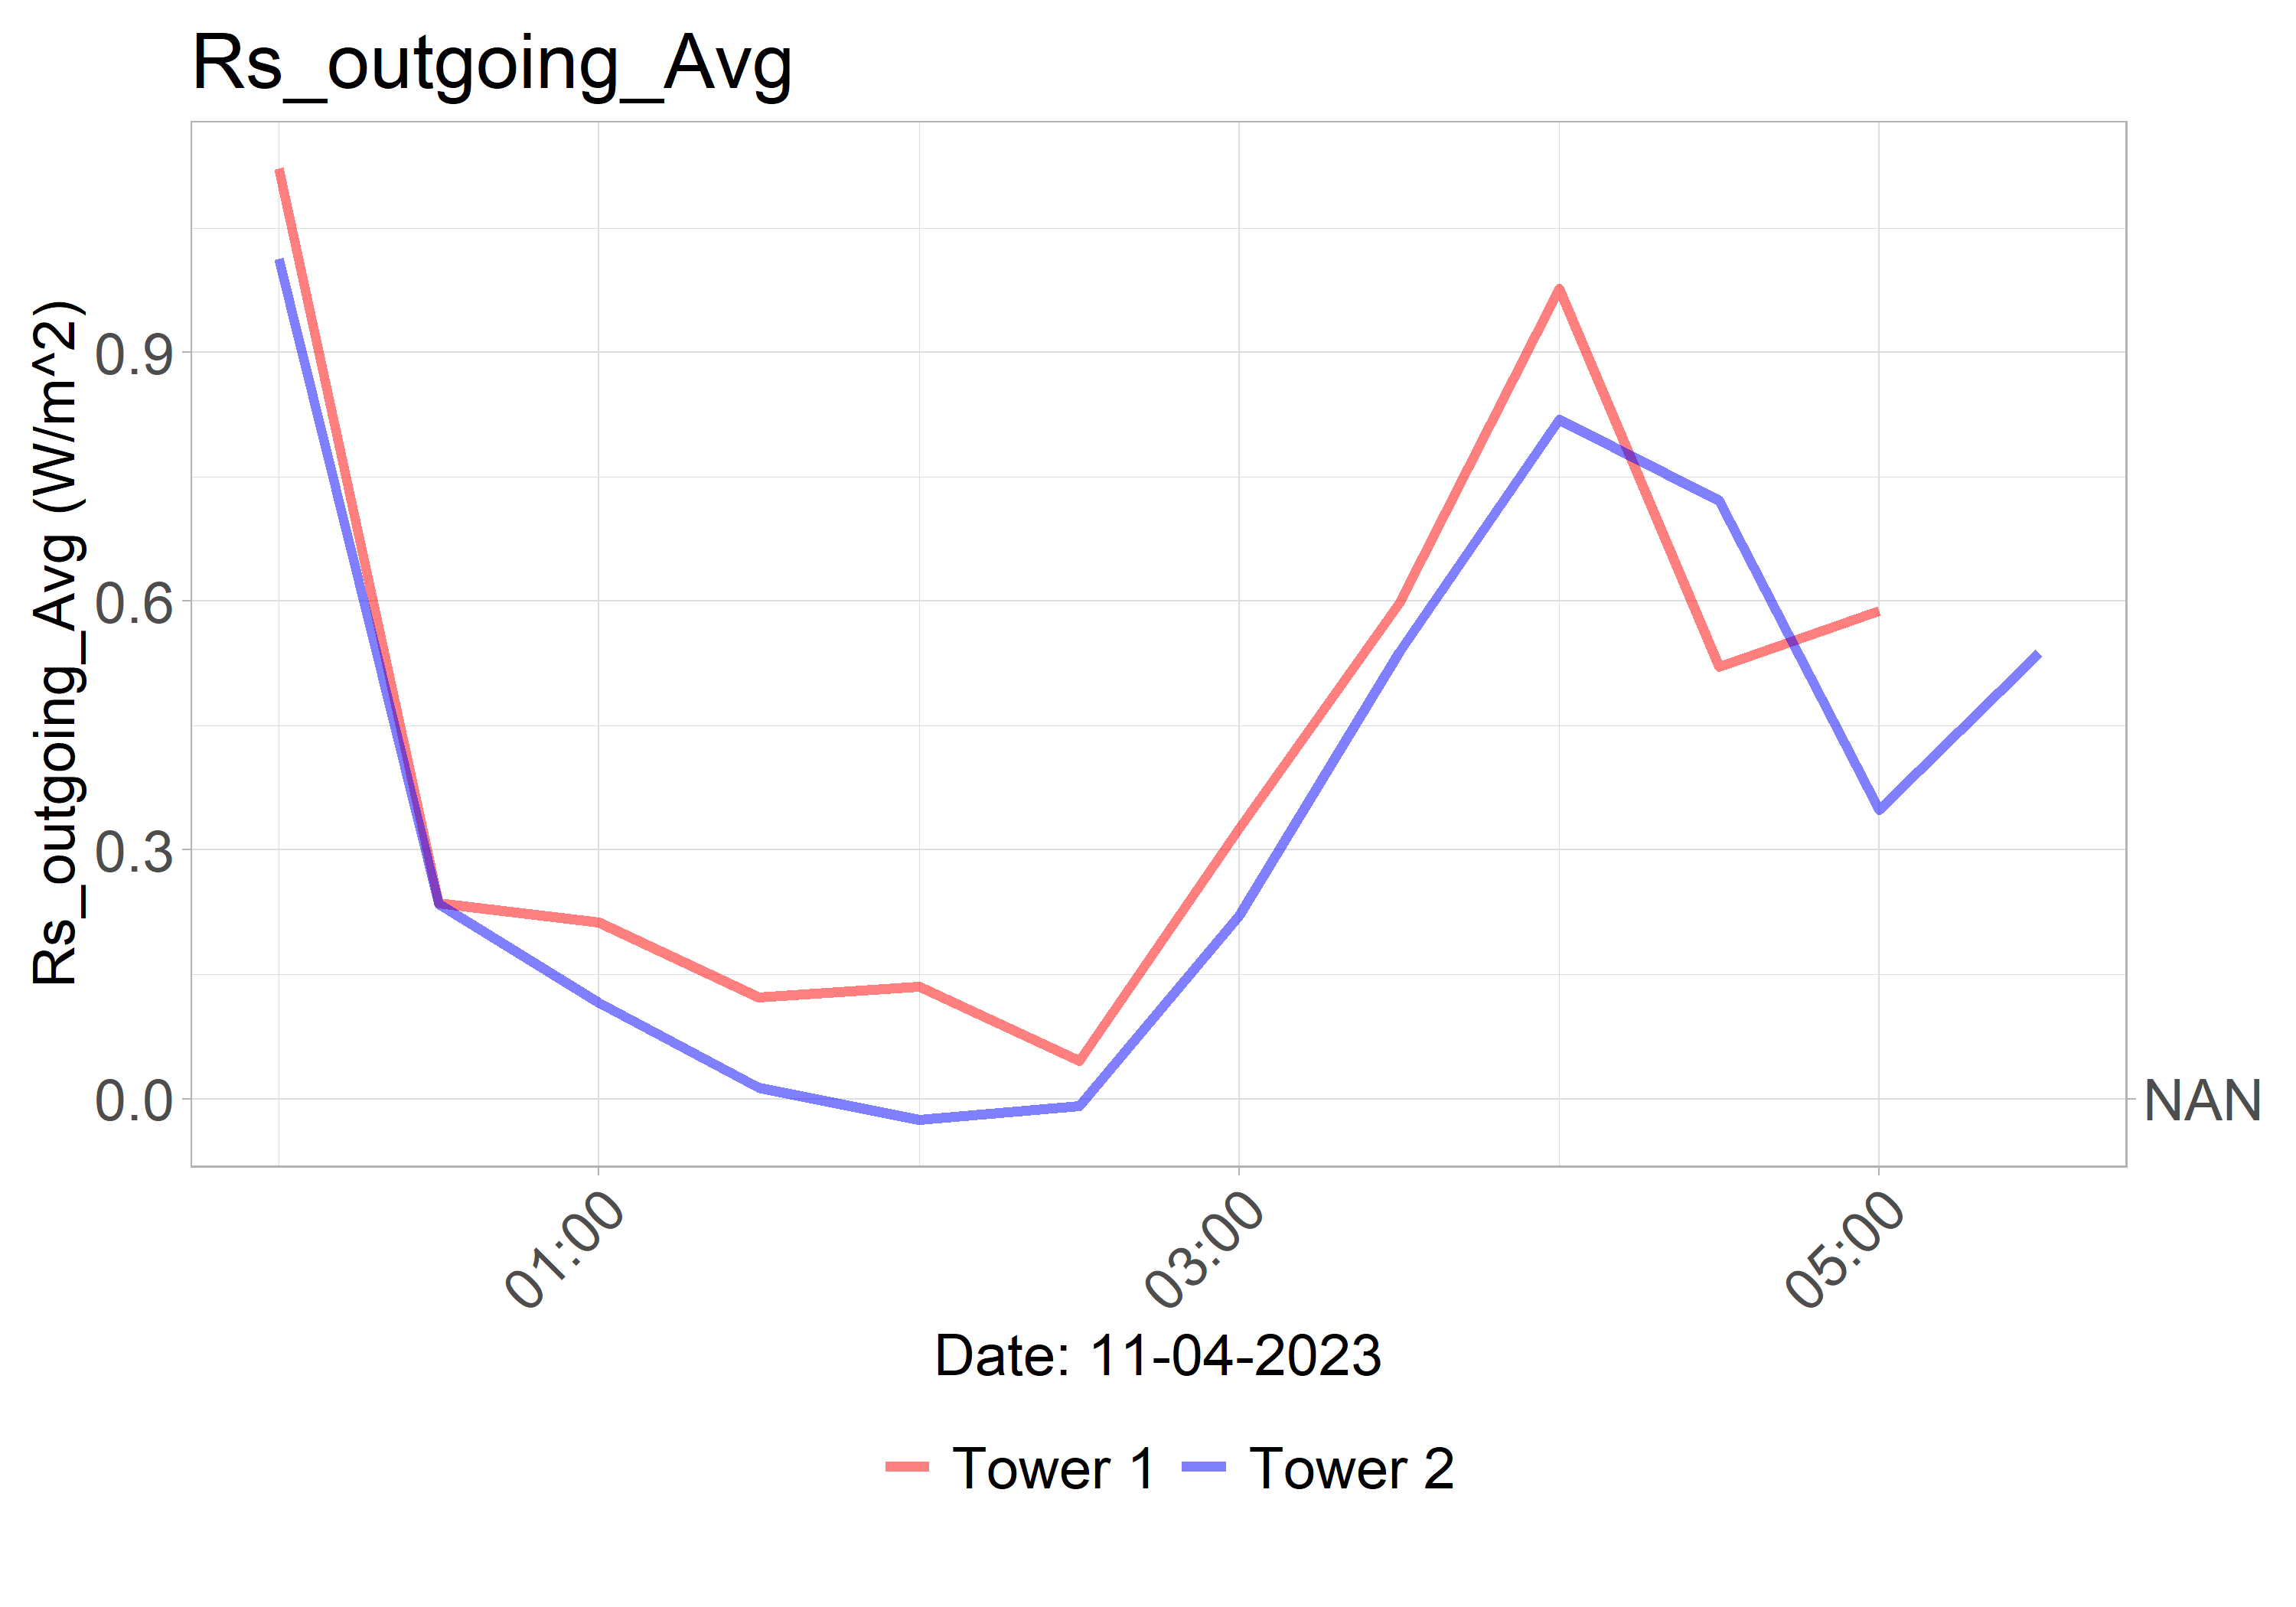 Rs_outgoing_Avg
Rs_outgoing_Avg (W/m^2)
0.9
0.6
0.3
0.0
NAN
01:00
03:00
05:00
Date: 11-04-2023
Tower 1
Tower 2